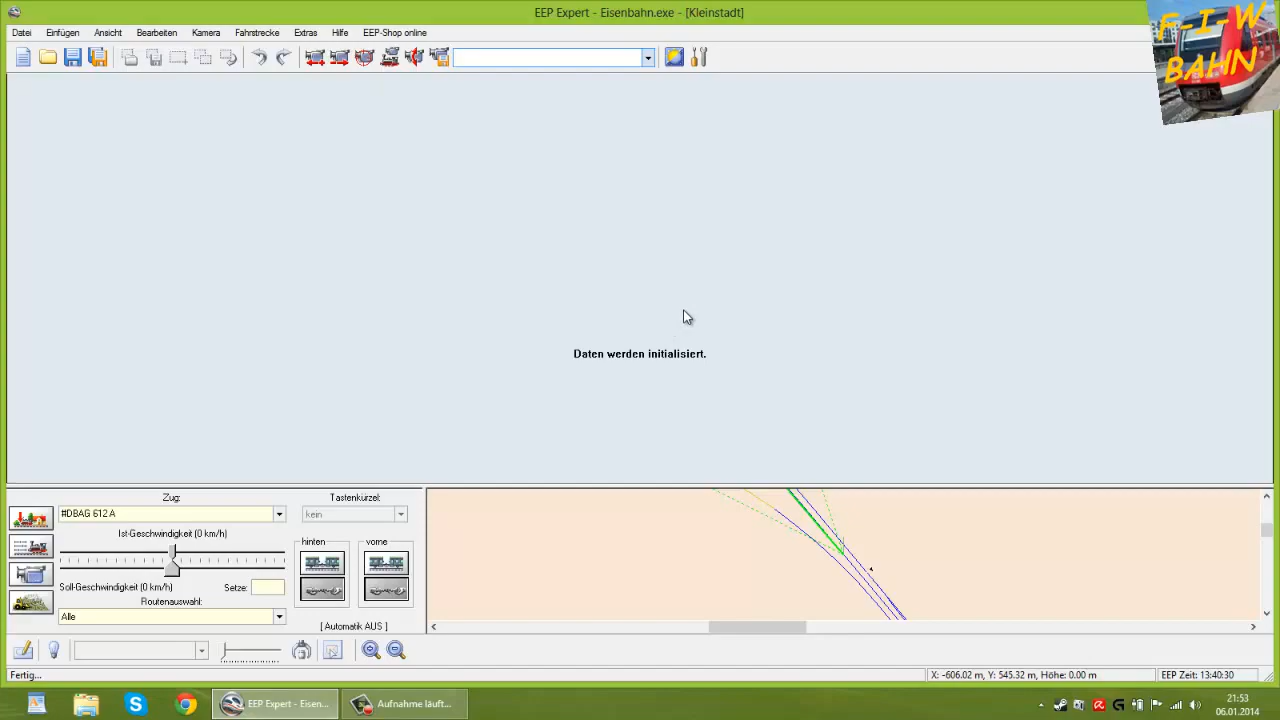 EEP Expert - Eisenbahn.exe - [Kleinstadt]
F-I-W
BAHN
Datei Einfügen Ansicht Bearbeiten Kamera Fahrstrecke Extras Hilfe EEP-Shop online
Daten werden initialisiert.
Zug:
Tastenkürzel:
#DBAG 612 A
kein
Ist-Geschwindigkeit (0 km/h)
hinten
vorne
Soll-Geschwindigkeit (0 km/h)
Setze:
Routenauswahl:
Alle
[ Automatik AUS ]
Fertig...
X: -606.02 m, Y: 545.32 m, Höhe: 0.00 m
EEP Zeit: 13:40:30
EEP Expert - Eisen...
Aufnahme läuft...
21:53
06.01.2014